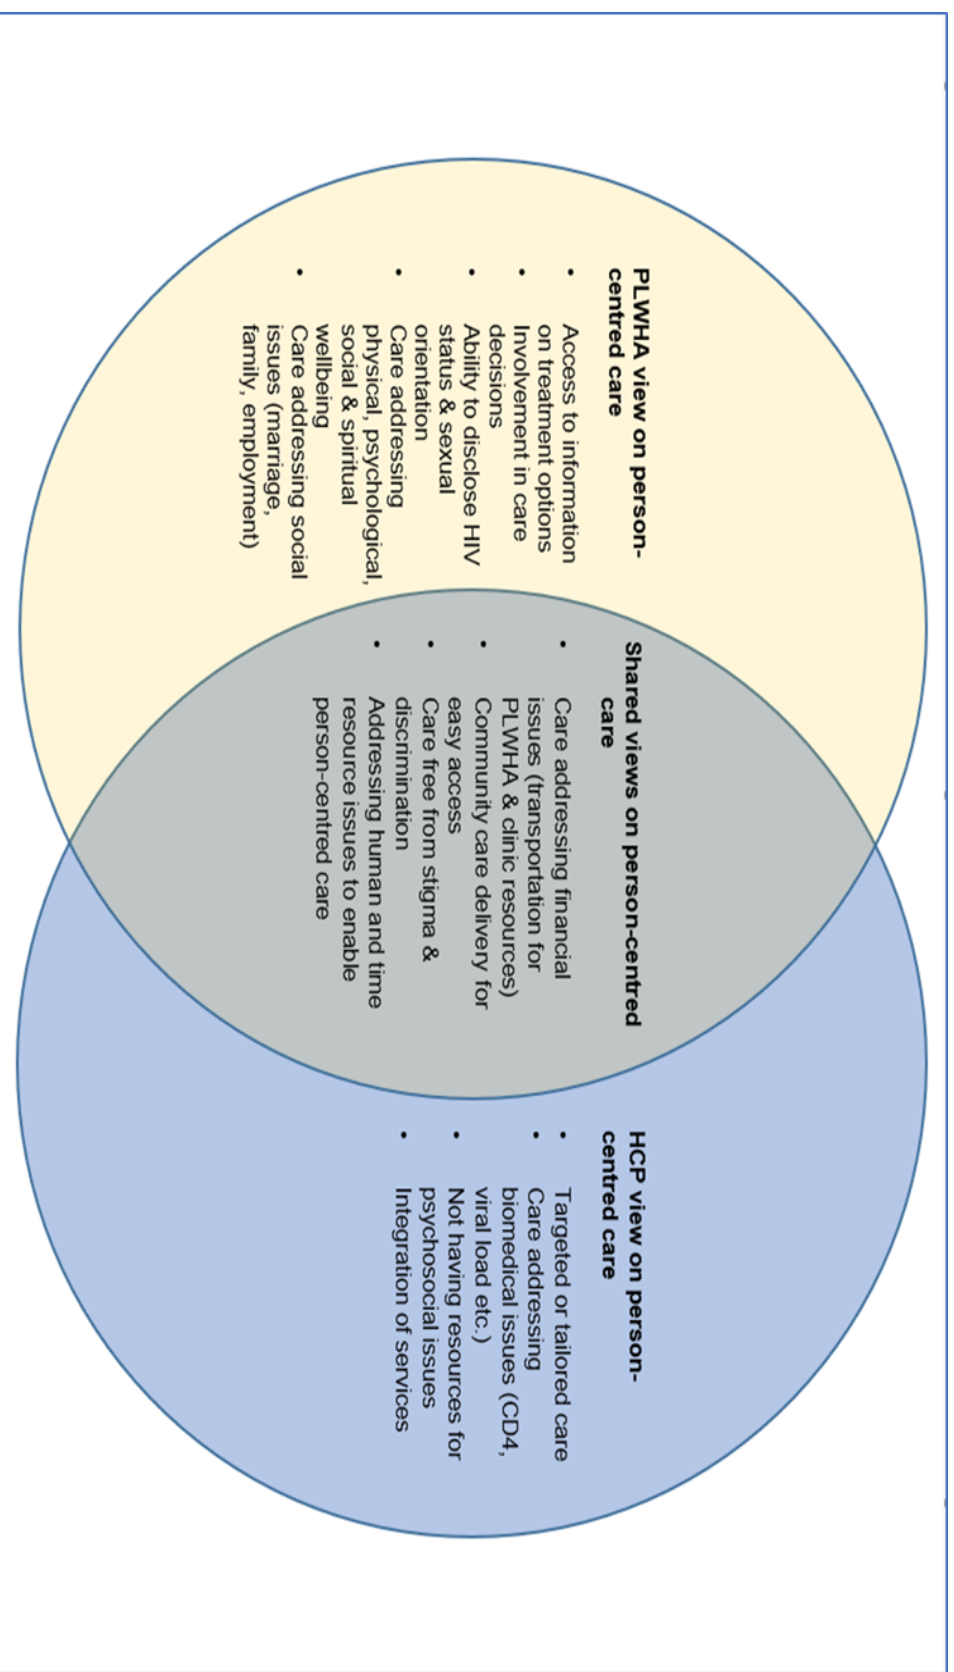 PLWHA view on person-
centred care
• Access to information
on treatment options
• Involvement in care
decisions
• Ability to disclose HIV
status & sexual
orientation
• Care addressing
physical, psychological,
social & spiritual
wellbeing
• Care addressing social
issues (marriage,
family, employment)
Shared views on person-centred
care
• Care addressing financial
issues (transportation for
PLWHA & clinic resources)
• Community care delivery for
easy access
• Care free from stigma &
discrimination
• Addressing human and time
resource issues to enable
person-centred care
HCP view on person-
centred care
• Targeted or tailored care
• Care addressing
biomedical issues (CD4,
viral load etc.)
• Not having resources for
psychosocial issues
• Integration of services